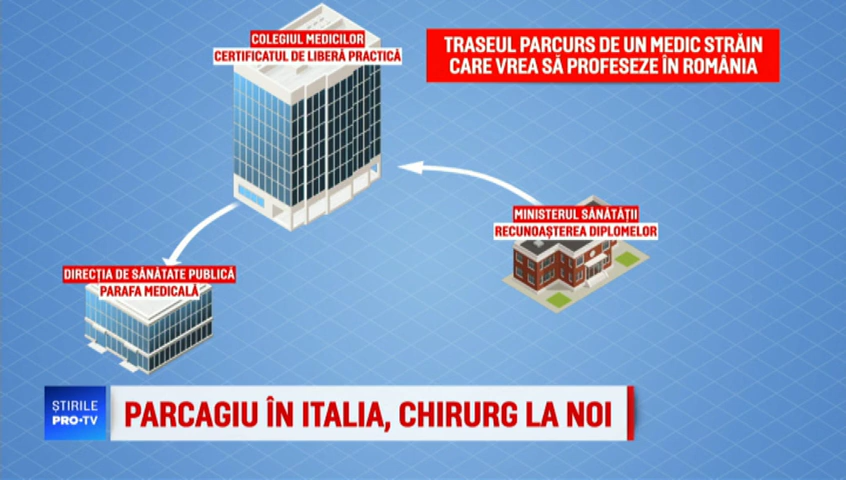 COLEGIUL MEDICILOR
CERTIFICATUL DE LIBERĂ PRACTICĂ
TRASEUL PARCURS DE UN MEDIC STRĂIN
CARE VREA SĂ PROFESEZE ÎN ROMÂNIA
MINISTERUL SĂNĂTĂȚII
RECUNOAȘTEREA DIPLOMELOR
DIRECȚIA DE SĂNĂTATE PUBLICĂ
PARAFA MEDICALĂ
ȘTIRILE
PRO•TV
PARCAGIU ÎN ITALIA, CHIRURG LA NOI